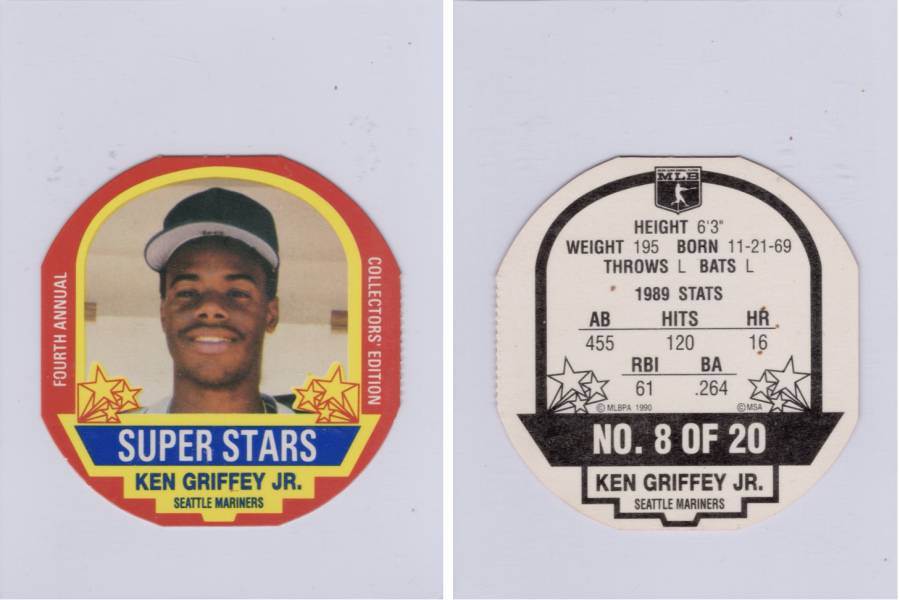 FOURTH ANNUAL
COLLECTORS' EDITION
SUPER STARS
KEN GRIFFEY JR.
SEATTLE MARINERS
MLB
HEIGHT 6'3"
WEIGHT 195 BORN 11-21-69
THROWS L BATS L
1989 STATS
AB HITS HR
455 120 16
RBI BA
61 .264
©MLBPA 1990 ©MSA
NO. 8 OF 20
KEN GRIFFEY JR.
SEATTLE MARINERS